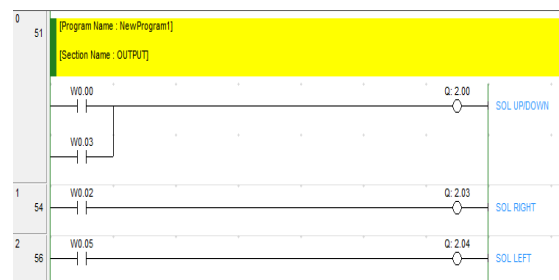 0
51
[Program Name : NewProgram1]
[Section Name : OUTPUT]
W0.00 Q: 2.00
SOL UP/DOWN
W0.03
1
54
W0.02 Q: 2.03
SOL RIGHT
2
56
W0.05 Q: 2.04
SOL LEFT